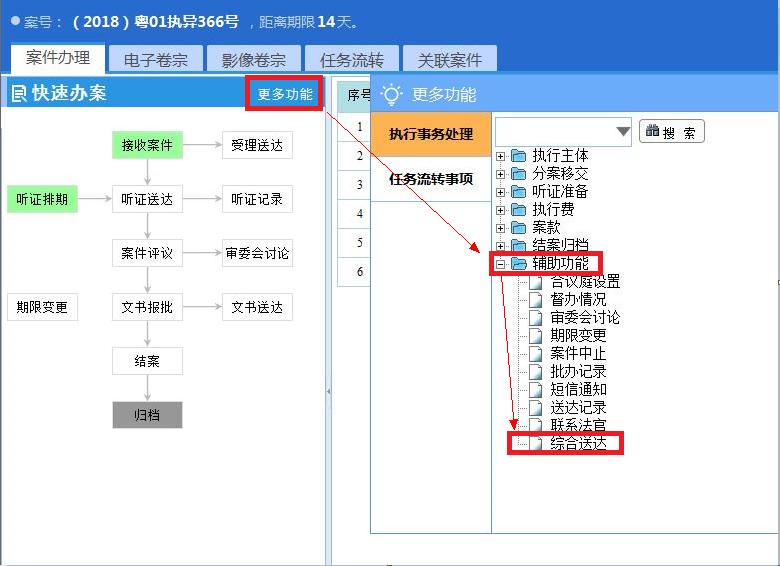 案号：（2018）粤01执异366号 ，距离期限14天。
案件办理 电子卷宗 影像卷宗 任务流转 关联案件
快速办案 更多功能
接收案件 受理送达
听证排期 听证送达 听证记录
案件评议 审委会讨论
期限变更 文书报批 文书送达
结案
归档
序号
1
2
3
4
5
6
更多功能
执行事务处理
任务流转事项
搜 索
执行主体
分案移交
听证准备
执行费
案款
结案归档
辅助功能
合议庭设置
督办情况
审委会讨论
期限变更
案件中止
批办记录
短信通知
送达记录
联系法官
综合送达